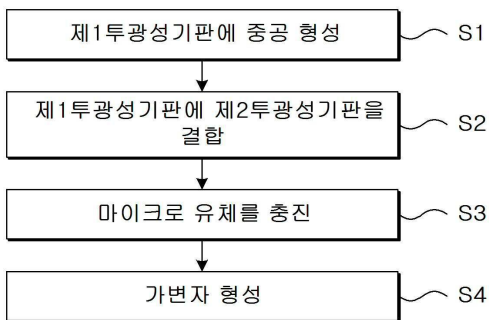 제1투광성기판에 중공 형성
S1
제1투광성기판에 제2투광성기판을
결합
S2
마이크로 유체를 충진
S3
가변자 형성
S4